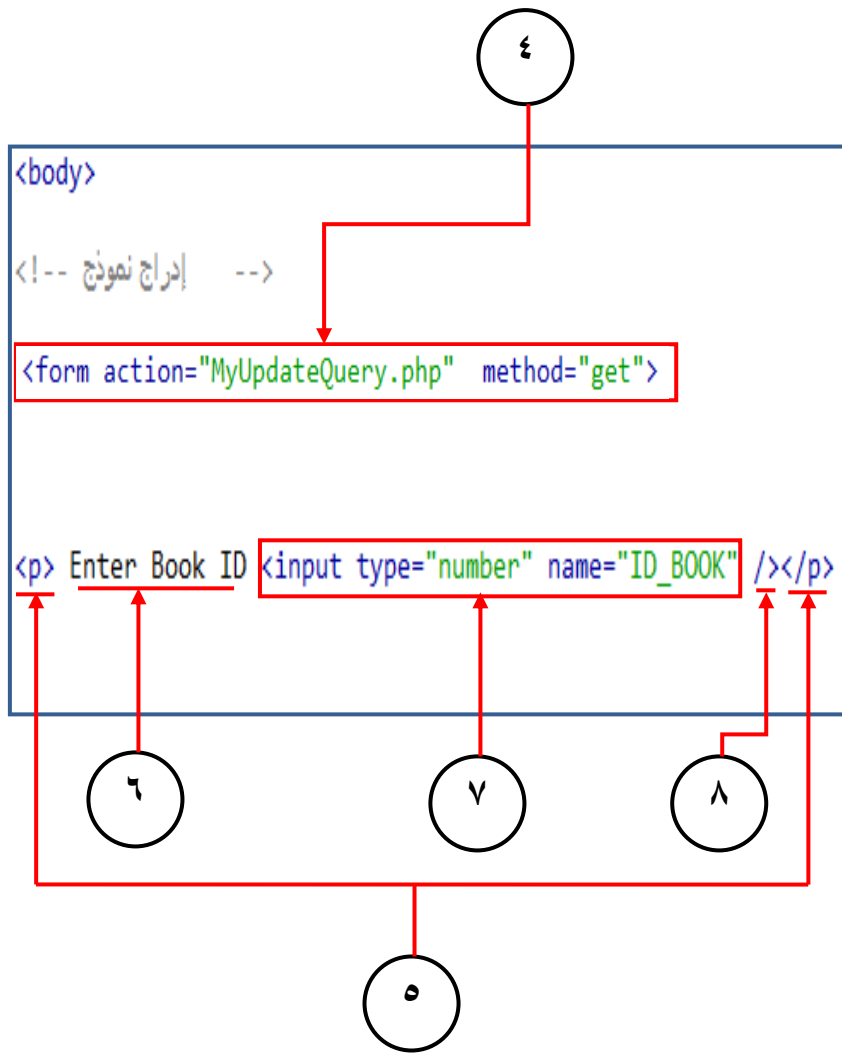 ٤
<body>
<!-- إدراج نموذج -->
<form action="MyUpdateQuery.php" method="get">
<p> Enter Book ID <input type="number" name="ID_BOOK" /></p>
٦ ٧ ٨
٥